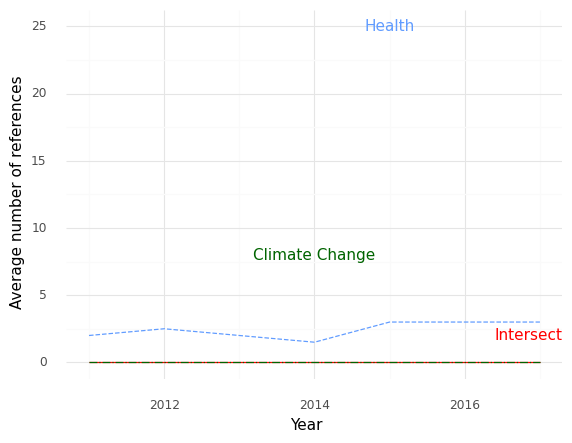 25
Health
20
15
10
Climate Change
5
Intersect
0
2012
2014
2016
Year
Average number of references